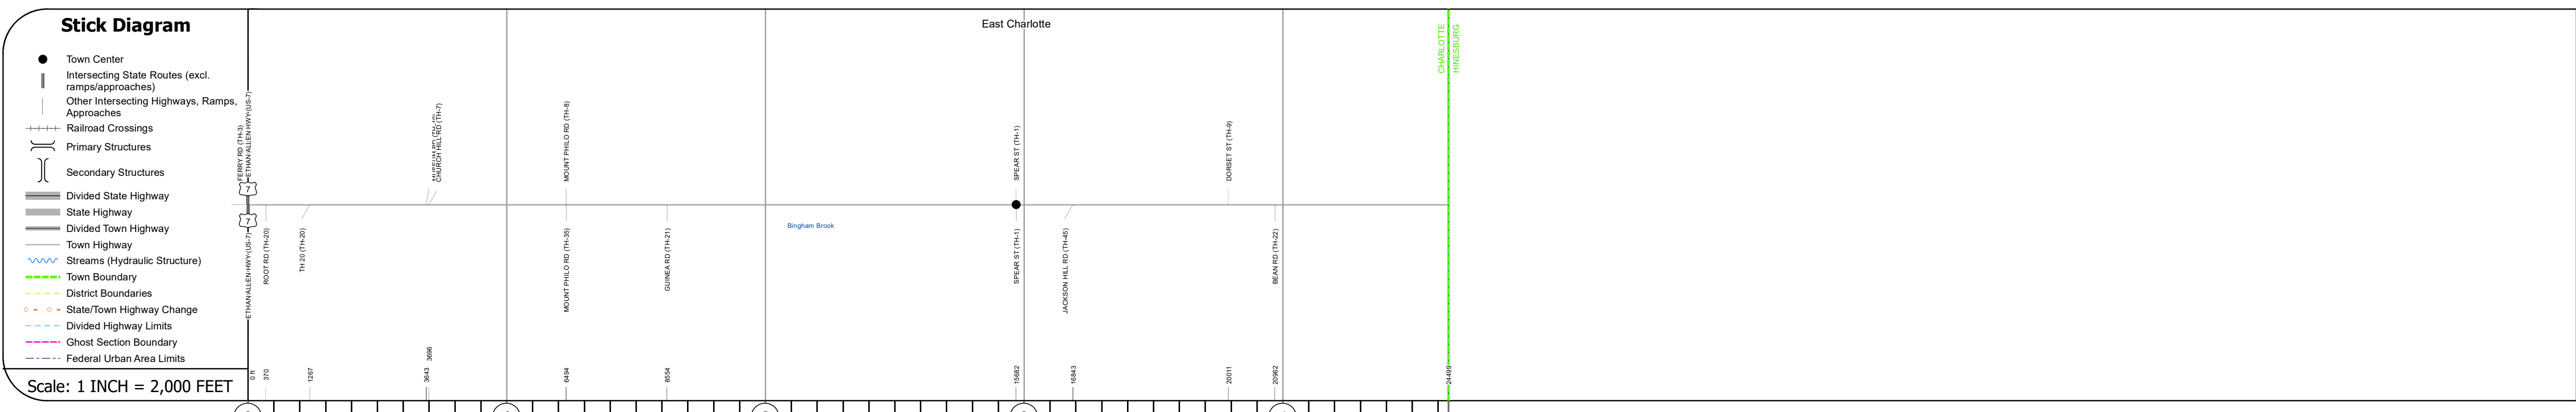 Stick Diagram
Town Center
Intersecting State Routes (excl.
ramps/approaches)
Other Intersecting Highways, Ramps,
Approaches
Railroad Crossings
Primary Structures
Secondary Structures
Divided State Highway
State Highway
Divided Town Highway
Town Highway
Streams (Hydraulic Structure)
Town Boundary
District Boundaries
State/Town Highway Change
Divided Highway Limits
Ghost Section Boundary
Federal Urban Area Limits
Scale: 1 INCH = 2,000 FEET
East Charlotte
CHARLOTTE
HINESBURG
FERRY RD (TH-3)
ETHAN ALLEN HWY (US-7)
CHURCH HILL RD (TH-7)
MOUNT PHILO RD (TH-8)
SPEAR ST (TH-1)
DORSET ST (TH-9)
7
7
Bingham Brook
ETHAN ALLEN HWY (US-7)
ROOT RD (TH-20)
TH 20 (TH-20)
MOUNT PHILO RD (TH-35)
GUINEA RD (TH-21)
SPEAR ST (TH-1)
JACKSON HILL RD (TH-45)
BEAN RD (TH-22)
0 ft
370
1267
3643
3696
6494
8554
15682
16843
20011
20962
24499